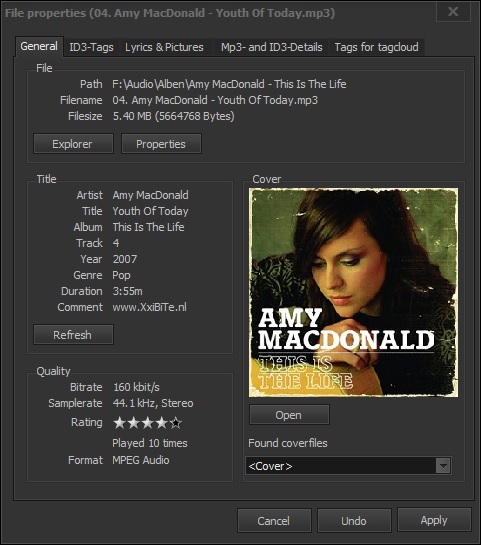 File properties (04. Amy MacDonald - Youth Of Today.mp3)
General ID3-Tags Lyrics & Pictures Mp3- and ID3-Details Tags for tagcloud
File
Path F:\Audio\Alben\Amy MacDonald - This Is The Life
Filename 04. Amy MacDonald - Youth Of Today.mp3
Filesize 5.40 MB (5664768 Bytes)
Explorer Properties
Title
Artist Amy MacDonald
Title Youth Of Today
Album This Is The Life
Track 4
Year 2007
Genre Pop
Duration 3:55m
Comment www.XxiBiTe.nl
Refresh
Quality
Bitrate 160 kbit/s
Samplerate 44.1 kHz, Stereo
Rating
Played 10 times
Format MPEG Audio
Cover
AMY
MACDONALD
THIS IS
THE LIFE
Open
Found coverfiles
<Cover>
Cancel Undo Apply